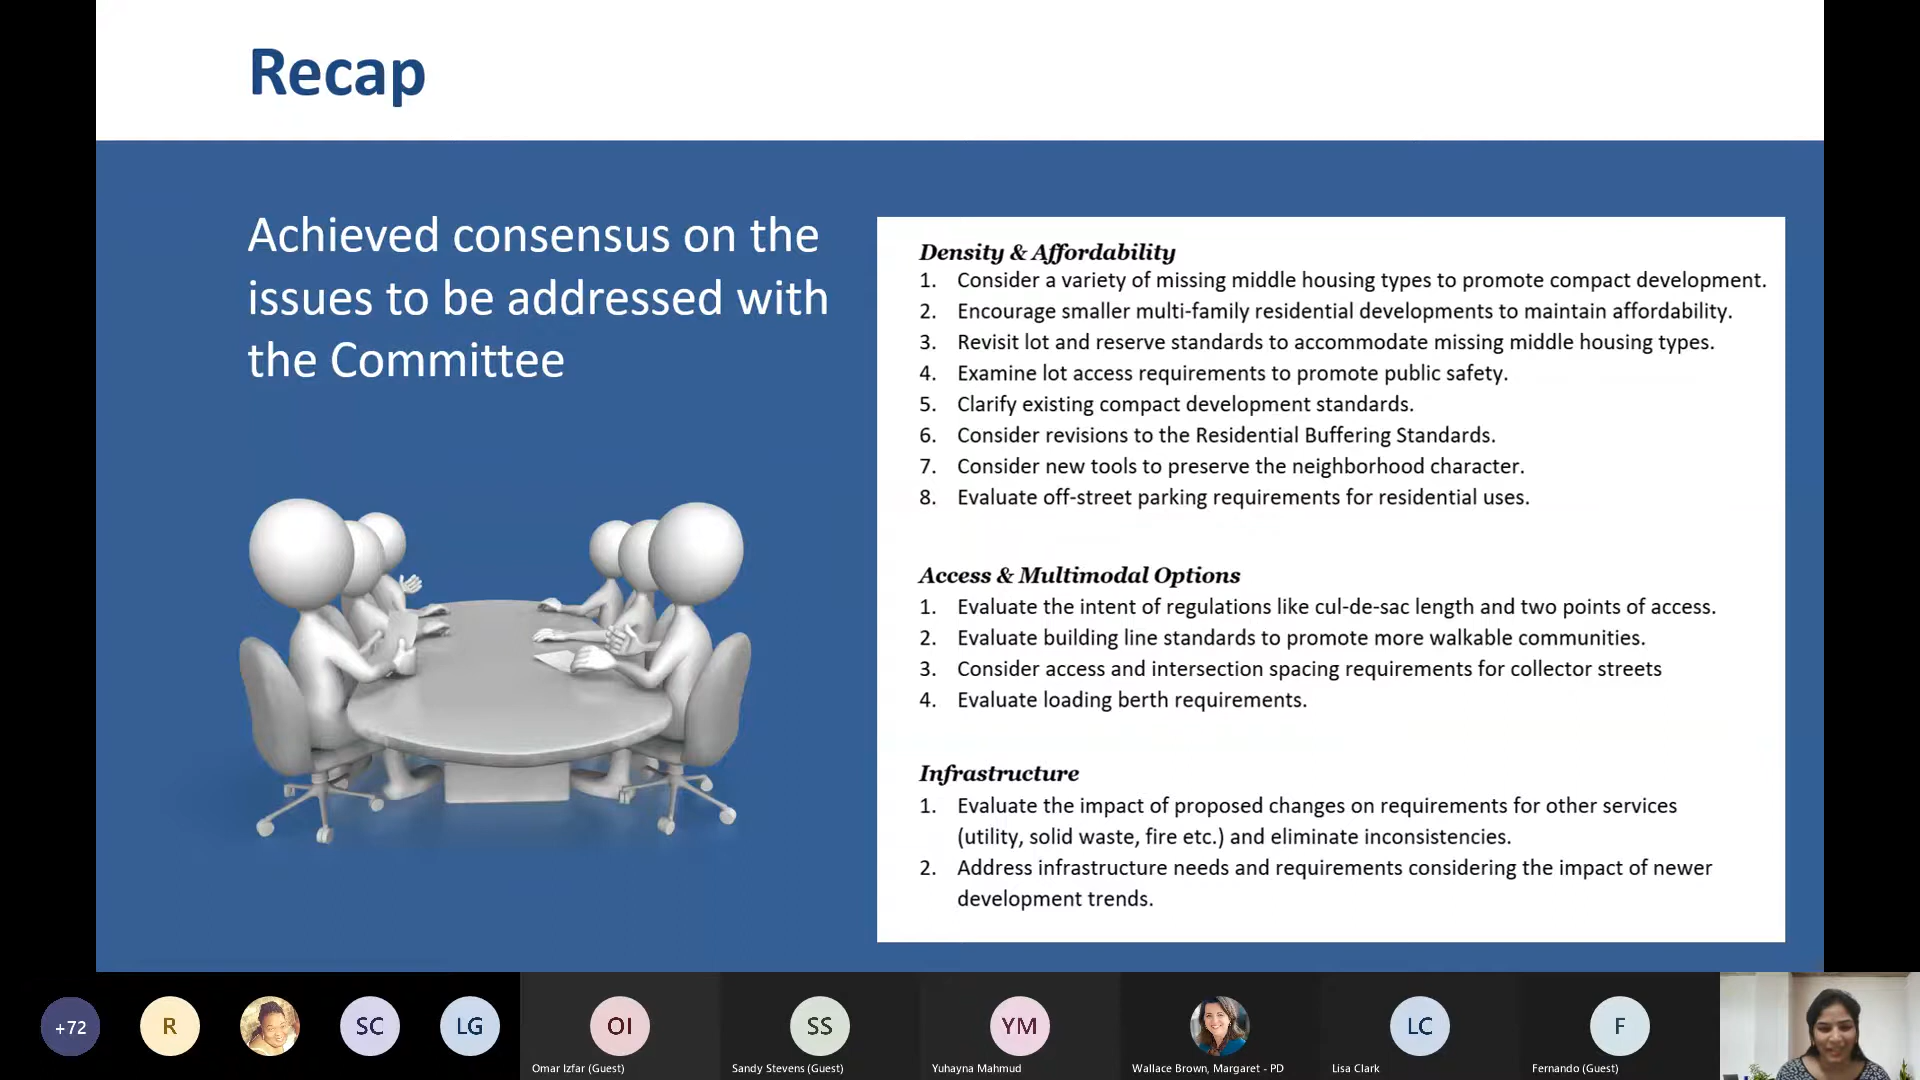 Recap
Achieved consensus on the
issues to be addressed with
the Committee
Density & Affordability
1. Consider a variety of missing middle housing types to promote compact development.
2. Encourage smaller multi-family residential developments to maintain affordability.
3. Revisit lot and reserve standards to accommodate missing middle housing types.
4. Examine lot access requirements to promote public safety.
5. Clarify existing compact development standards.
6. Consider revisions to the Residential Buffering Standards.
7. Consider new tools to preserve the neighborhood character.
8. Evaluate off-street parking requirements for residential uses.
Access & Multimodal Options
1. Evaluate the intent of regulations like cul-de-sac length and two points of access.
2. Evaluate building line standards to promote more walkable communities.
3. Consider access and intersection spacing requirements for collector streets
4. Evaluate loading berth requirements.
Infrastructure
1. Evaluate the impact of proposed changes on requirements for other services
(utility, solid waste, fire etc.) and eliminate inconsistencies.
2. Address infrastructure needs and requirements considering the impact of newer
development trends.
+72 R SC LG OI SS YM LC F
Omar Izfar (Guest) Sandy Stevens (Guest) Yuhayna Mahmud Wallace Brown, Margaret - PD Lisa Clark Fernando (Guest)